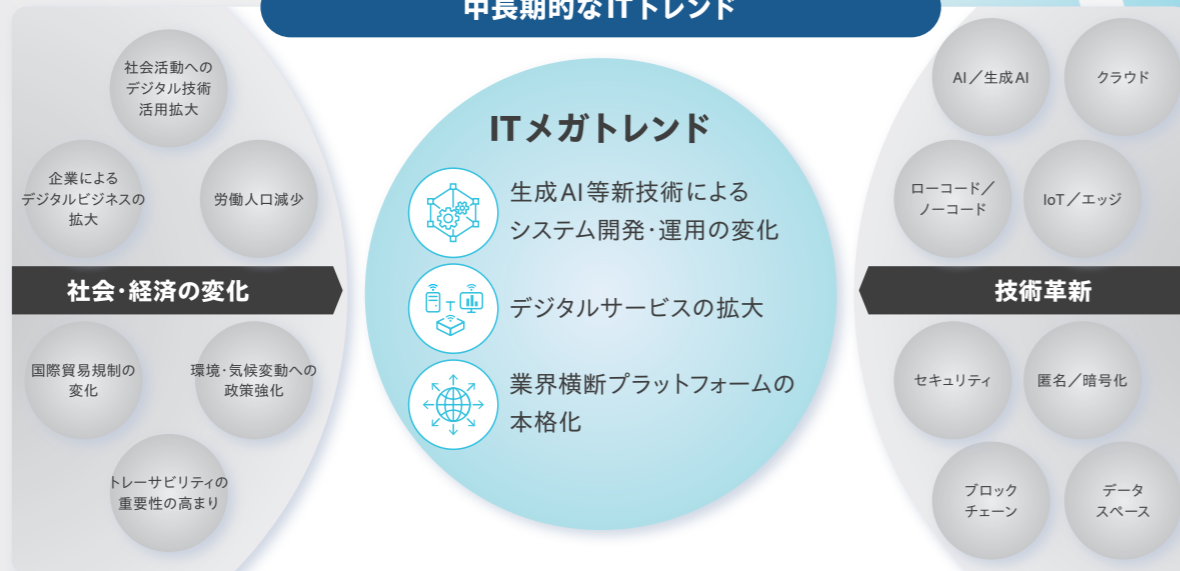 中長期的なITトレンド
社会活動への
デジタル技術
活用拡大
企業による
デジタルビジネスの
拡大
労働人口減少
社会・経済の変化
国際貿易規制の
変化
環境・気候変動への
政策強化
トレーサビリティの
重要性の高まり
ITメガトレンド
生成AI等新技術による
システム開発・運用の変化
デジタルサービスの拡大
業界横断プラットフォームの
本格化
AI/生成AI
クラウド
ローコード/
ノーコード
IoT/エッジ
技術革新
セキュリティ
匿名/暗号化
ブロック
チェーン
データ
スペース